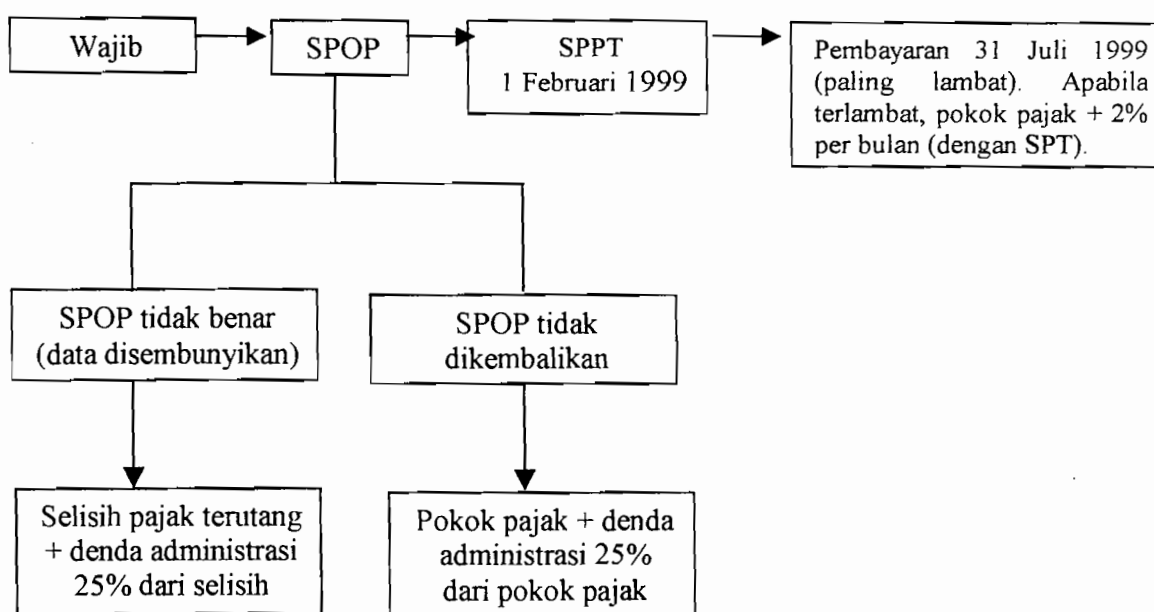 Wajib
SPOP
SPPT
1 Februari 1999
Pembayaran 31 Juli 1999
(paling lambat). Apabila
terlambat, pokok pajak + 2%
per bulan (dengan SPT).
SPOP tidak benar
(data disembunyikan)
SPOP tidak
dikembalikan
Selisih pajak terutang
+ denda administrasi
25% dari selisih
Pokok pajak + denda
administrasi 25%
dari pokok pajak